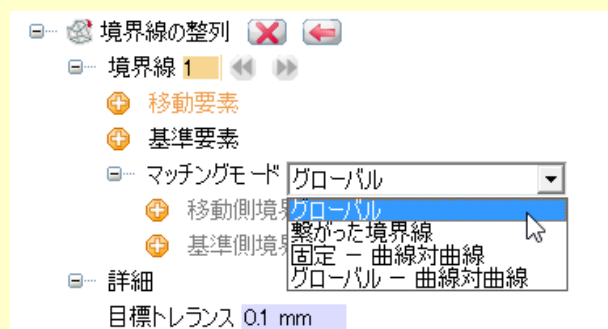 境界線の整列
境界線 1
移動要素
基準要素
マッチングモード グローバル
移動側境
グローバル
繋がった境界線
基準側境
固定 － 曲線対曲線
グローバル － 曲線対曲線
詳細
目標トレランス 0.1 mm